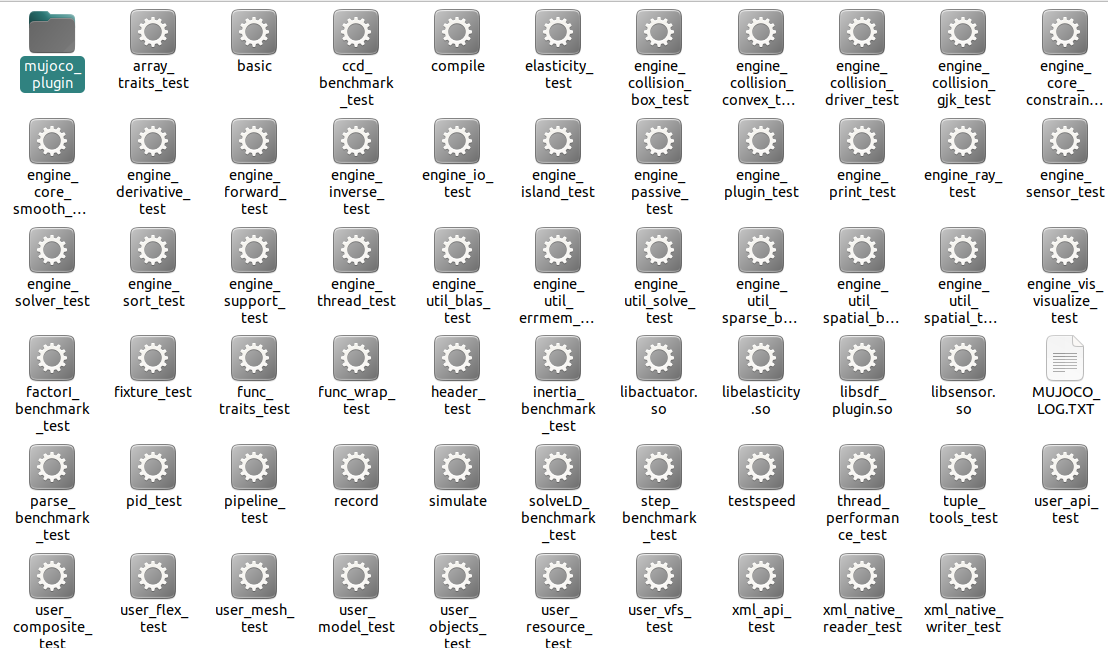 mujoco_
plugin
array_
traits_test
basic
ccd_
benchmark
_test
compile
elasticity_
test
engine_
collision_
box_test
engine_
collision_
convex_t...
engine_
collision_
driver_test
engine_
collision_
gjk_test
engine_
core_
constrain...
engine_
core_
smooth_...
engine_
derivative_
test
engine_
forward_
test
engine_
inverse_
test
engine_io_
test
engine_
island_test
engine_
passive_
test
engine_
plugin_test
engine_
print_test
engine_ray_
test
engine_
sensor_test
engine_
solver_test
engine_
sort_test
engine_
support_
test
engine_
thread_test
engine_
util_blas_
test
engine_
util_
errmem_...
engine_
util_solve_
test
engine_
util_
sparse_b...
engine_
util_
spatial_b...
engine_
util_
spatial_t...
engine_vis_
visualize_
test
factorI_
benchmark
_test
fixture_test
func_
traits_test
func_wrap_
test
header_
test
inertia_
benchmark
_test
libactuator.
so
libelasticity
.so
libsdf_
plugin.so
libsensor.
so
MUJOCO_
LOG.TXT
parse_
benchmark
_test
pid_test
pipeline_
test
record
simulate
solveLD_
benchmark
_test
step_
benchmark
_test
testspeed
thread_
performan
ce_test
tuple_
tools_test
user_api_
test
user_
composite_
test
user_flex_
test
user_mesh_
test
user_
model_test
user_
objects_
test
user_
resource_
test
user_vfs_
test
xml_api_
test
xml_native_
reader_test
xml_native_
writer_test